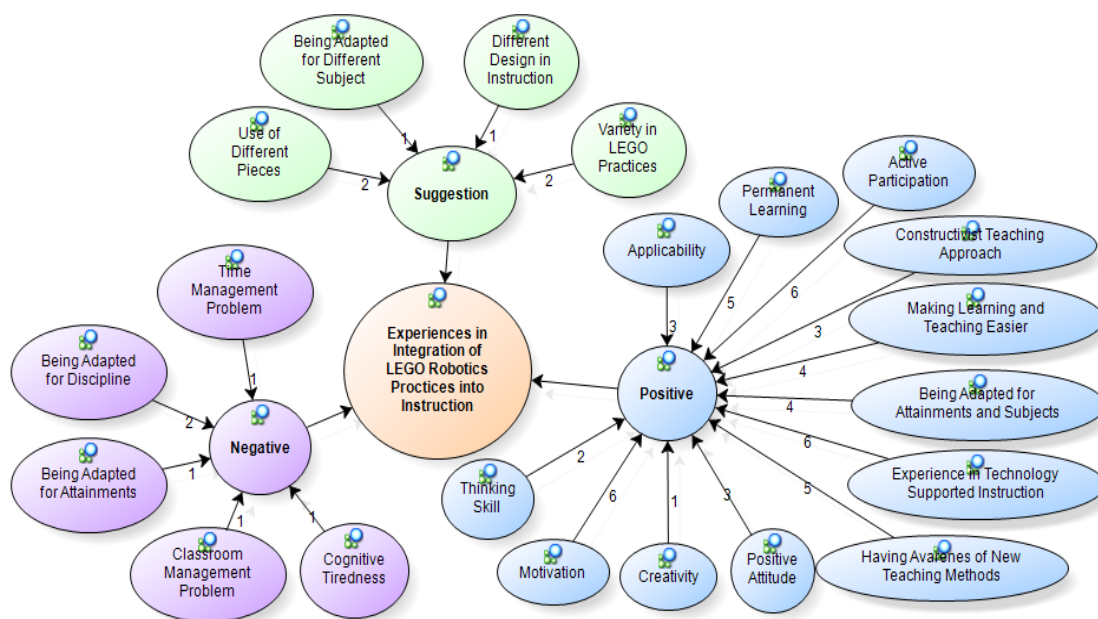 Being Adapted
for Different
Subject
Different
Design in
Instruction
Use of
Different
Pieces
Variety in
LEGO
Practices
1
1
2
2
Suggestion
Active
Participation
Permanent
Learning
Applicability
Constructivist Teaching
Approach
Making Learning and
Teaching Easier
Being Adapted for
Attainments and Subjects
Experience in Technology
Supported Instruction
Having Avarenes of New
Teaching Methods
3
5
6
3
4
4
6
5
Positive
Time
Management
Problem
Experiences in
Integration of
LEGO Robotics
Proctices into
Instruction
Being Adapted
for Discipline
Being Adapted
for Attainments
1
2
1
1
1
Negative
Classroom
Management
Problem
Cognitive
Tiredness
Thinking
Skill
Motivation
Creativity
Positive
Attitude
2
6
1
3